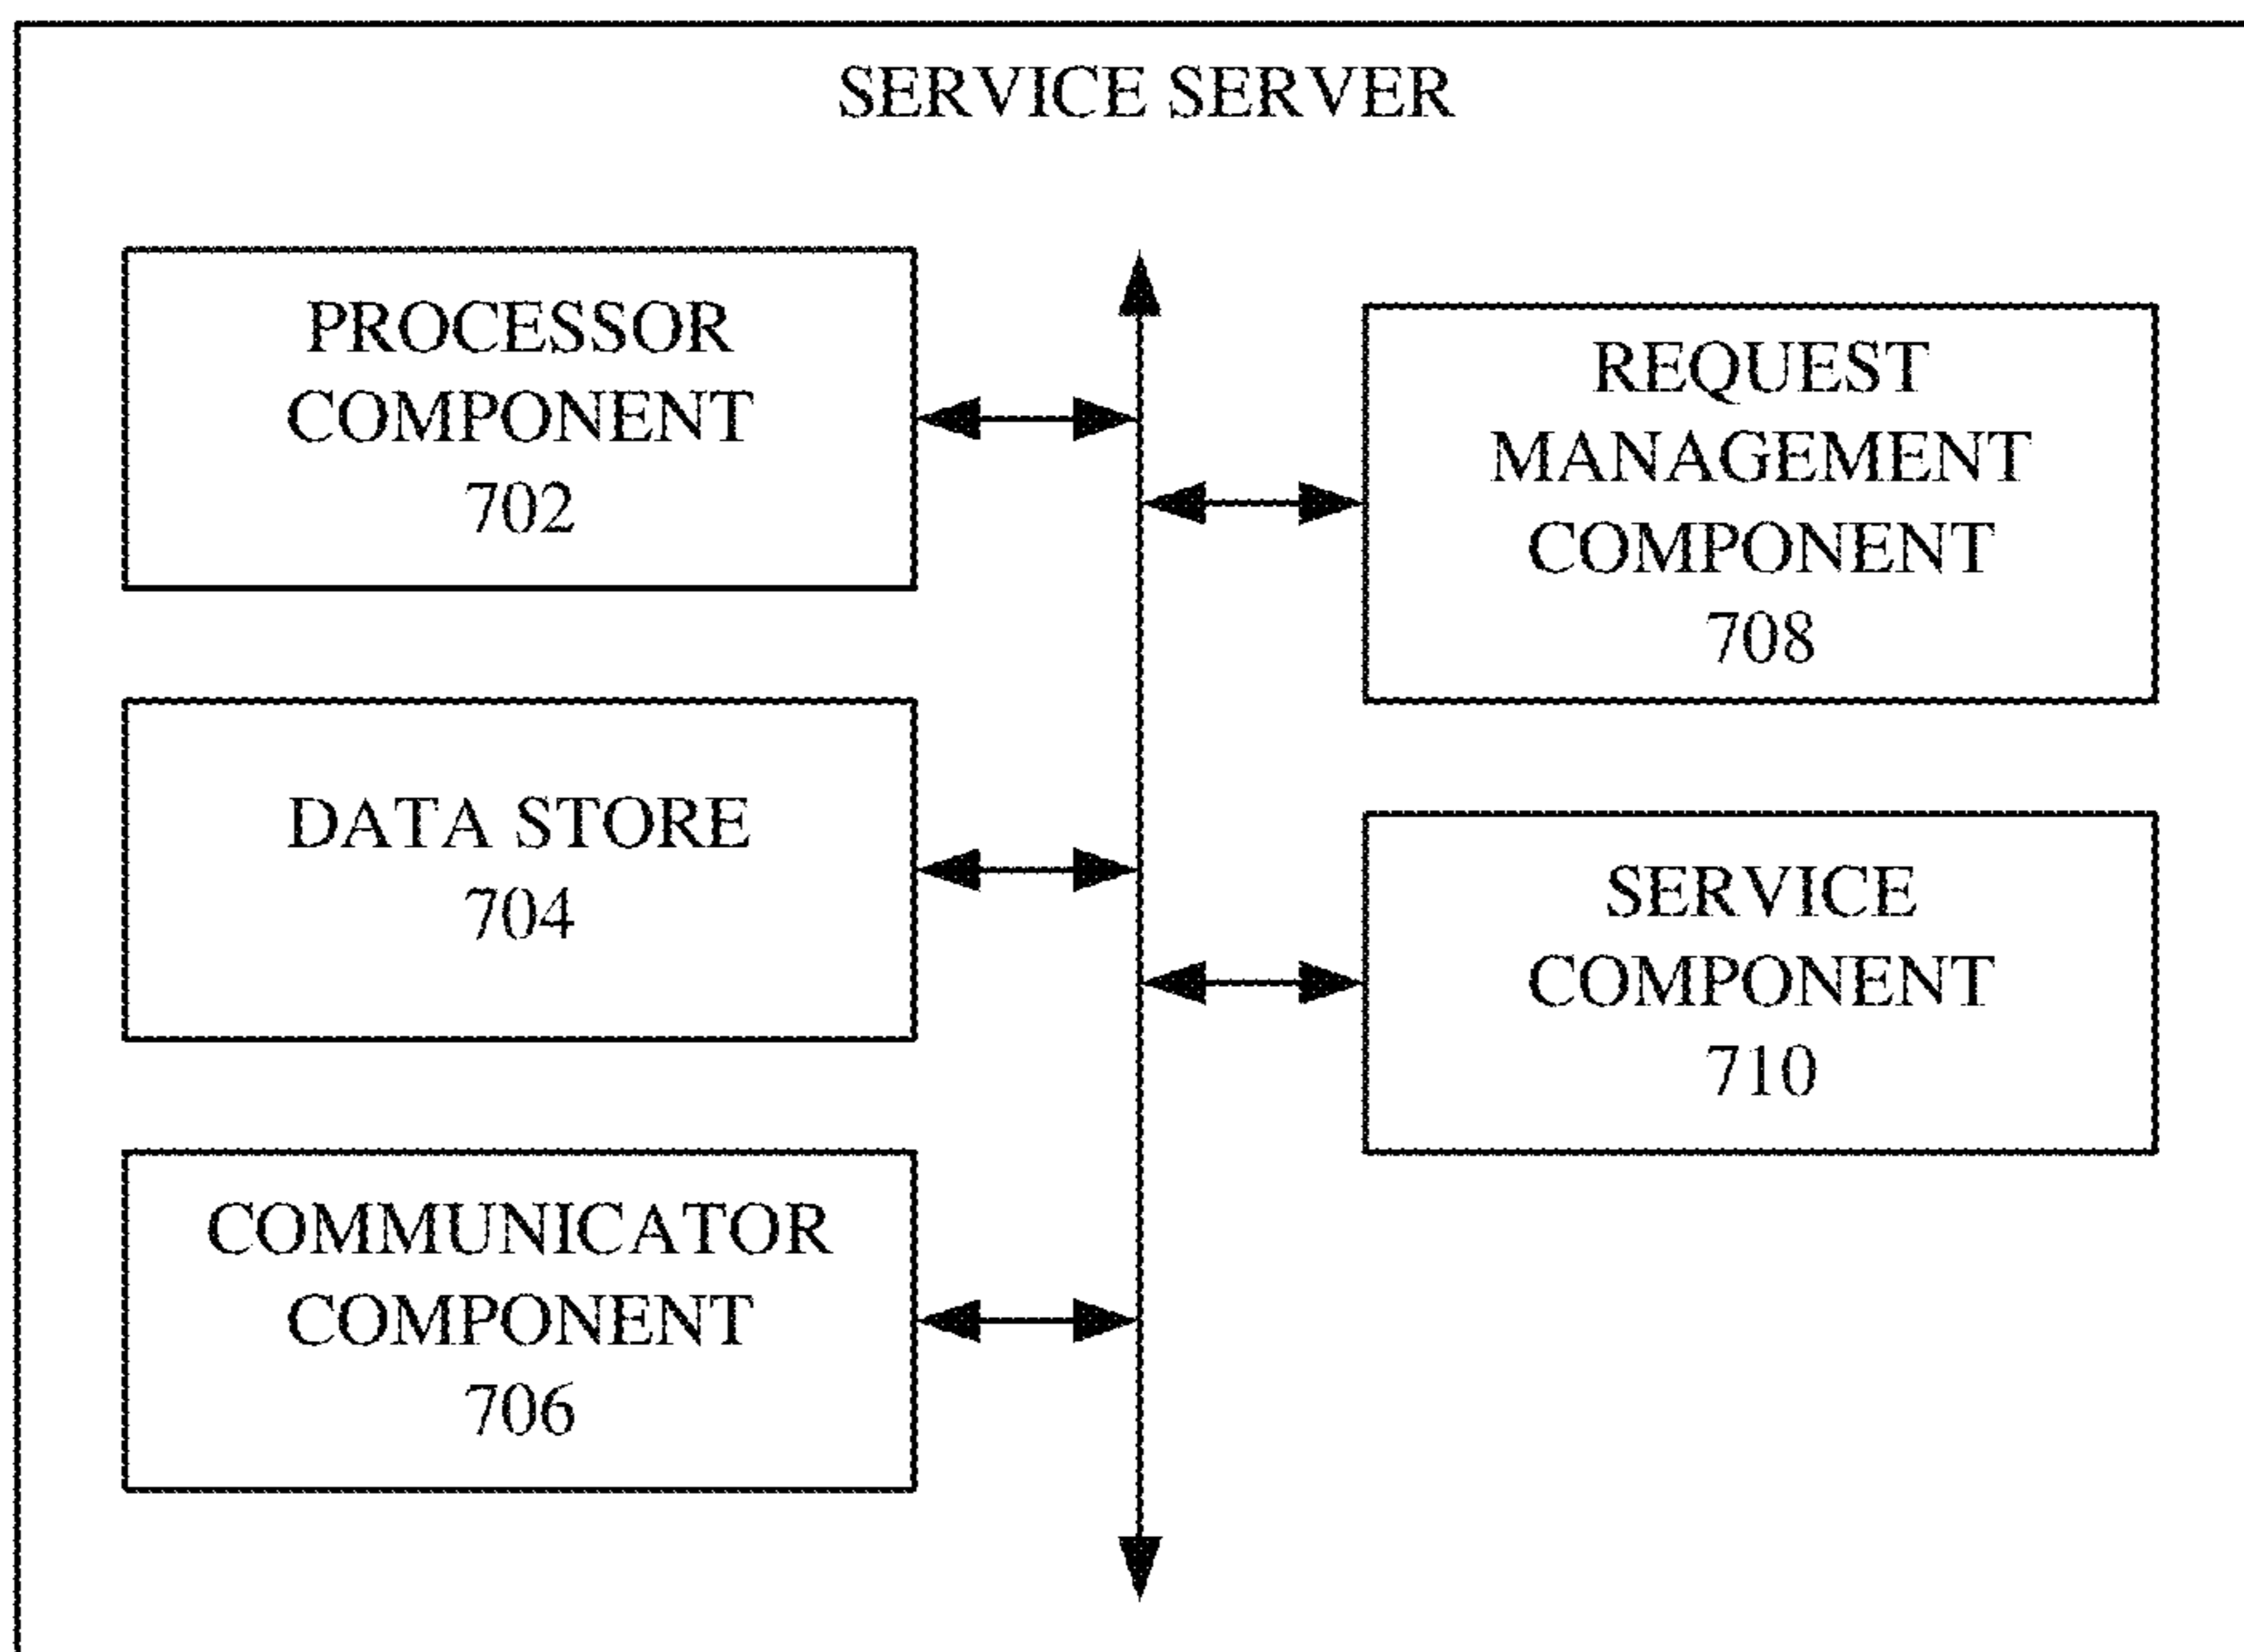 SERVICE SERVER
PROCESSOR
COMPONENT
702
DATA STORE
704
COMMUNICATOR
COMPONENT
706
REQUEST
MANAGEMENT
COMPONENT
708
SERVICE
COMPONENT
710